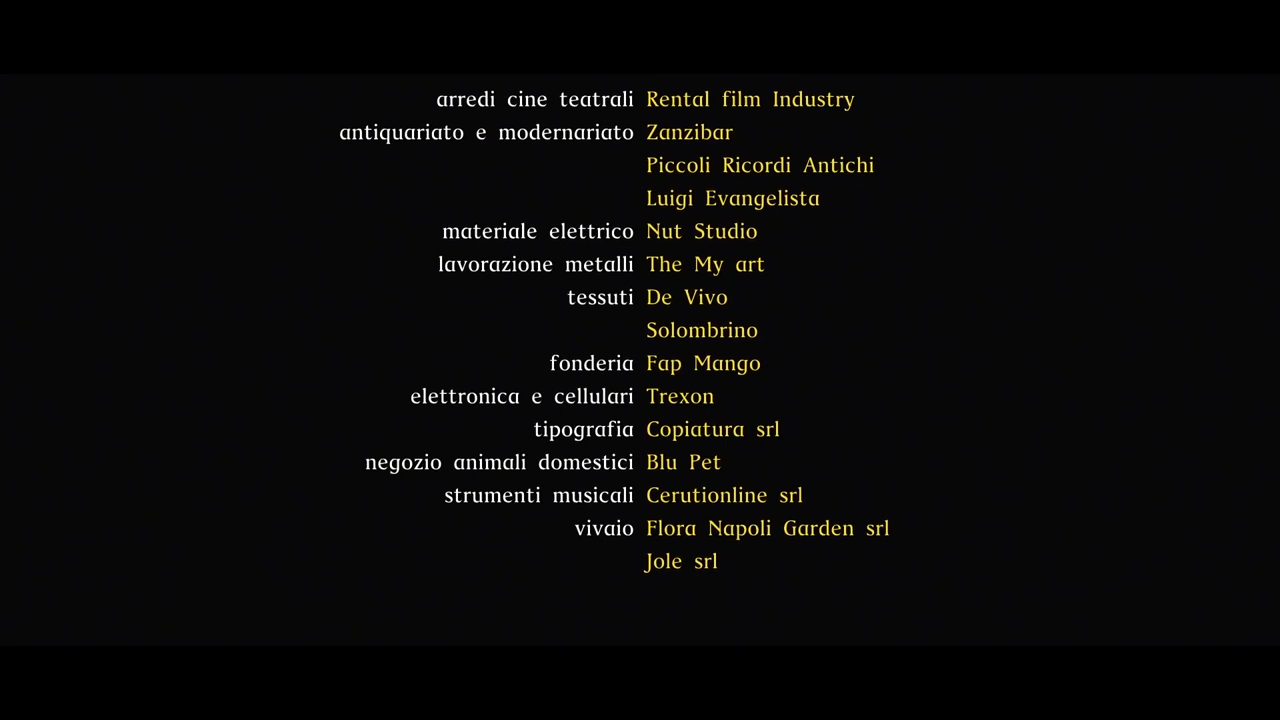 arredi cine teatrali Rental film Industry
antiquariato e modernariato Zanzibar
Piccoli Ricordi Antichi
Luigi Evangelista
materiale elettrico Nut Studio
lavorazione metalli The My art
tessuti De Vivo
Solombrino
fonderia Fap Mango
elettronica e cellulari Trexon
tipografia Copiatura srl
negozio animali domestici Blu Pet
strumenti musicali Cerutionline srl
vivaio Flora Napoli Garden srl
Jole srl